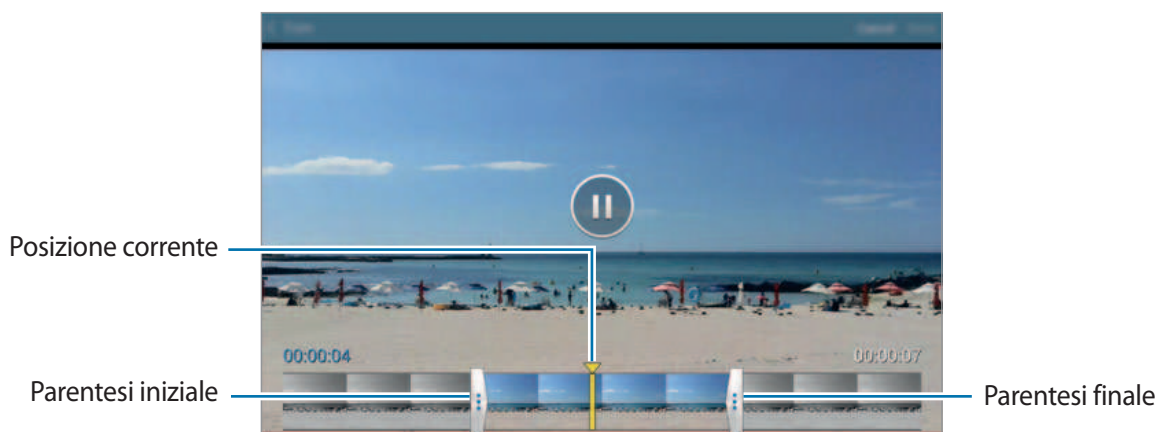 Posizione corrente
00:00:04
00:00:07
Parentesi iniziale
Parentesi finale